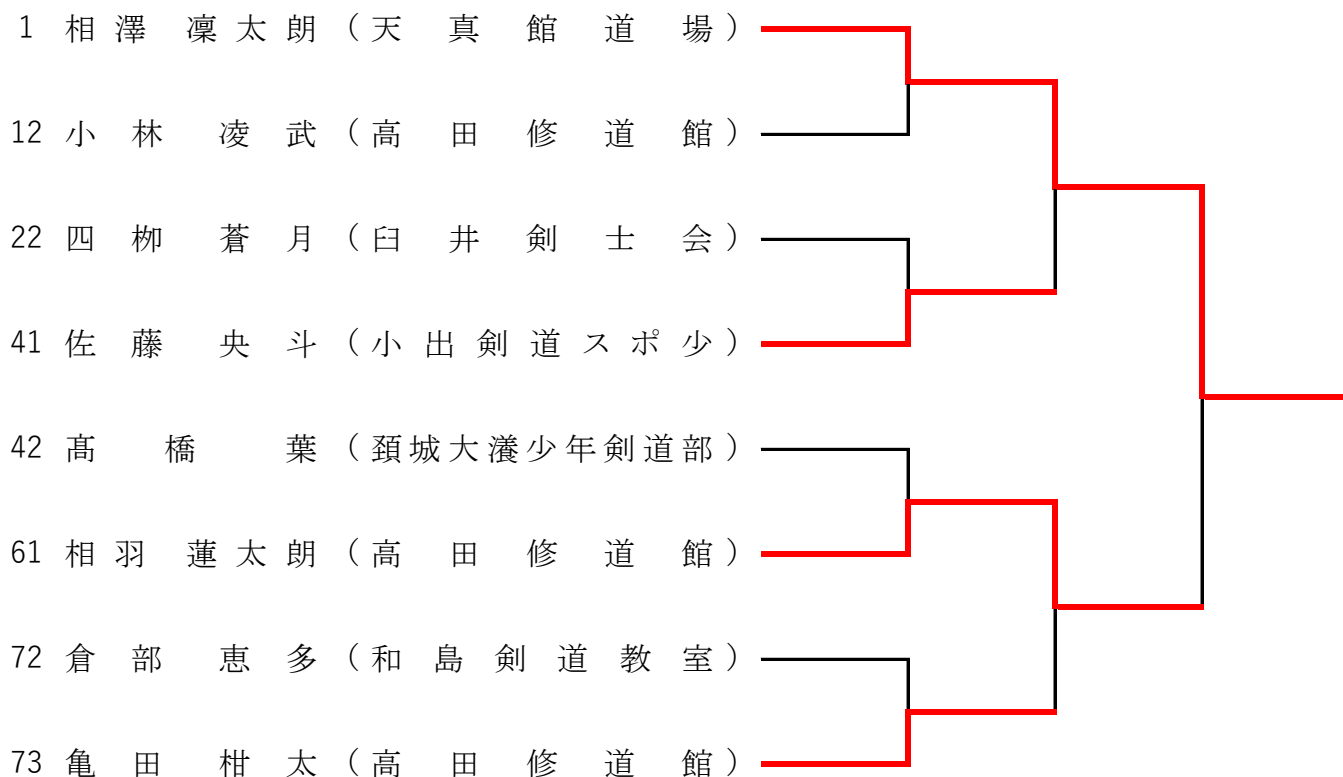 1 相澤 凜太朗（天真館道場）
12 小林 凌武（高田修道館）
22 四栁 蒼月（臼井剣士会）
41 佐藤 央斗（小出剣道スポ少）
42 髙橋 葉（頚城大瀁少年剣道部）
61 相羽 蓮太朗（高田修道館）
72 倉部 恵多（和島剣道教室）
73 亀田 柑太（高田修道館）